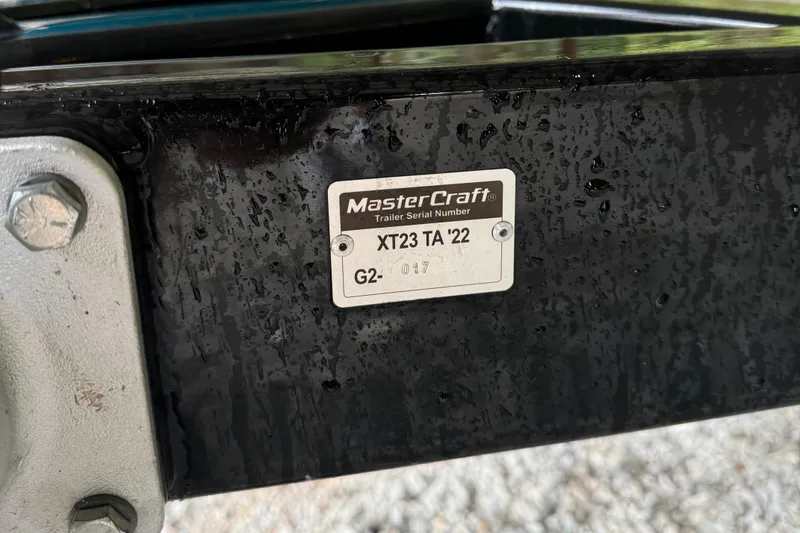 MasterCraft®
Trailer Serial Number
XT23 TA '22
G2- 017